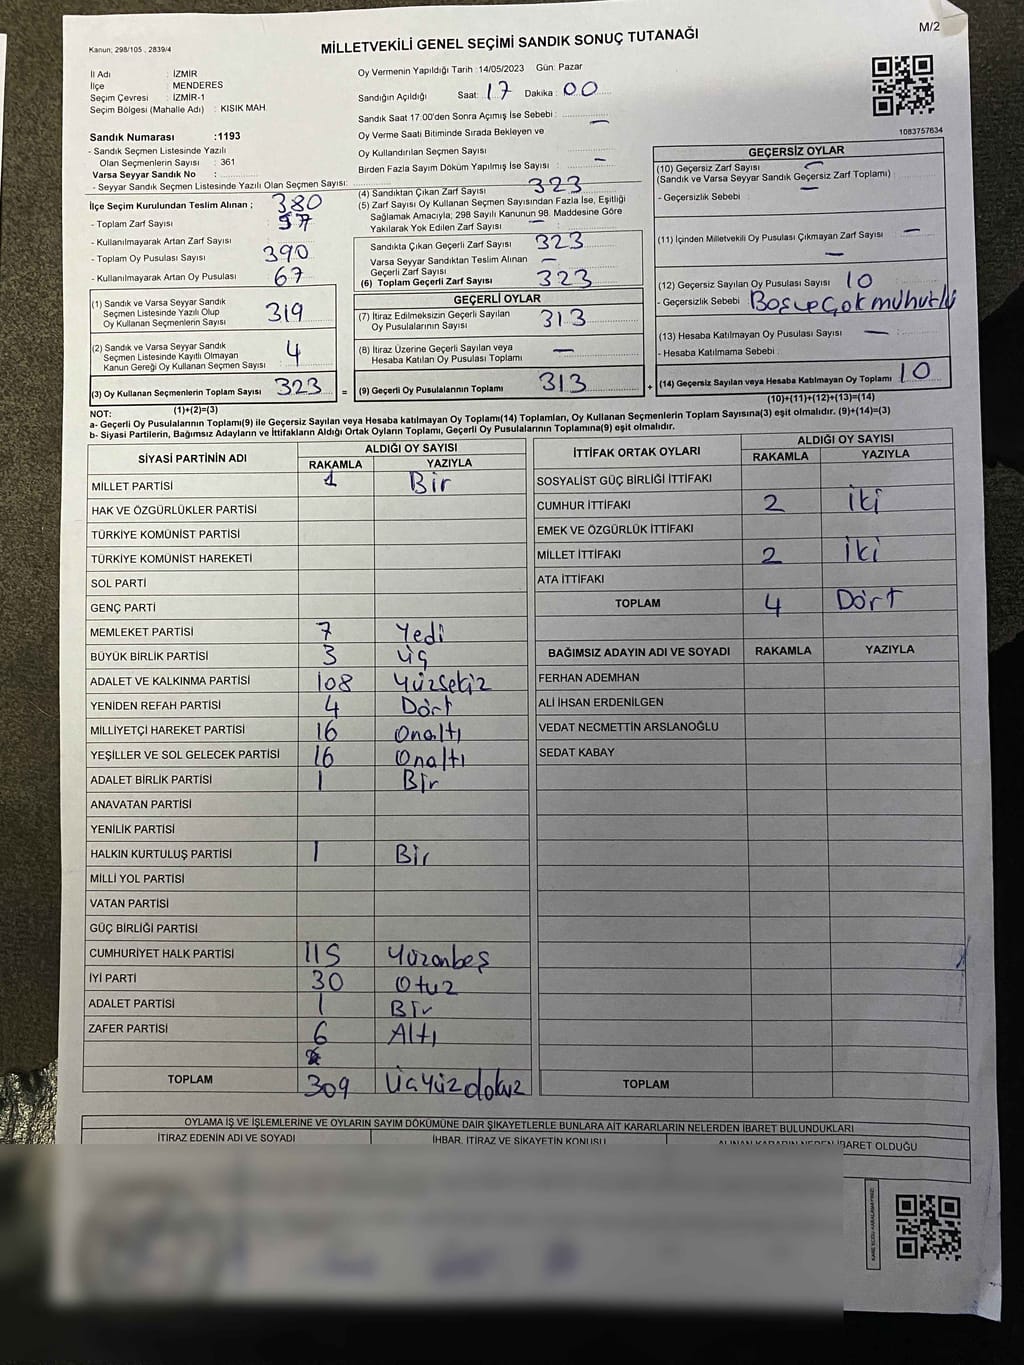 Kanun: 298/105 , 2839/4
MİLLETVEKİLİ GENEL SEÇİMİ SANDIK SONUÇ TUTANAĞI
M/2
İl Adı : İZMİR
İlçe : MENDERES
Seçim Çevresi : İZMİR-1
Seçim Bölgesi (Mahalle Adı) : KISIK MAH.
Sandık Numarası :1193
- Sandık Seçmen Listesinde Yazılı
Olan Seçmenlerin Sayısı : 361
Varsa Seyyar Sandık No :
- Seyyar Sandık Seçmen Listesinde Yazılı Olan Seçmen Sayısı:
Oy Vermenin Yapıldığı Tarih :14/05/2023 Gün: Pazar
Sandığın Açıldığı Saat: 17 Dakika : 00
Sandık Saat 17:00'den Sonra Açımış İse Sebebi :
Oy Verme Saati Bitiminde Sırada Bekleyen ve
Oy Kullandırılan Seçmen Sayısı : —
Birden Fazla Sayım Döküm Yapılmış İse Sayısı : —
1083757634
İlçe Seçim Kurulundan Teslim Alınan ;
- Toplam Zarf Sayısı : 380
- Kullanılmayarak Artan Zarf Sayısı : 57
- Toplam Oy Pusulası Sayısı : 390
- Kullanılmayarak Artan Oy Pusulası : 67
(1) Sandık ve Varsa Seyyar Sandık
Seçmen Listesinde Yazılı Olup
Oy Kullanan Seçmenlerin Sayısı 319
(2) Sandık ve Varsa Seyyar Sandık
Seçmen Listesinde Kayıtlı Olmayan
Kanun Gereği Oy Kullanan Seçmen Sayısı 4
(3) Oy Kullanan Seçmenlerin Toplam Sayısı 323 =
(1)+(2)=(3)
(4) Sandıktan Çıkan Zarf Sayısı 323
(5) Zarf Sayısı Oy Kullanan Seçmen Sayısından Fazla İse, Eşitliği
Sağlamak Amacıyla; 298 Sayılı Kanunun 98. Maddesine Göre
Yakılarak Yok Edilen Zarf Sayısı : —
Sandıkta Çıkan Geçerli Zarf Sayısı 323
Varsa Seyyar Sandıktan Teslim Alınan
Geçerli Zarf Sayısı —
(6) Toplam Geçerli Zarf Sayısı 323
GEÇERLİ OYLAR
(7) İtiraz Edilmeksizin Geçerli Sayılan
Oy Pusulalarının Sayısı 313
(8) İtiraz Üzerine Geçerli Sayılan veya
Hesaba Katılan Oy Pusulası Toplamı —
(9) Geçerli Oy Pusulalarının Toplamı 313 +
GEÇERSİZ OYLAR
(10) Geçersiz Zarf Sayısı —
(Sandık ve Varsa Seyyar Sandık Geçersiz Zarf Toplamı) :
- Geçersizlik Sebebi : —
(11) İçinden Milletvekili Oy Pusulası Çıkmayan Zarf Sayısı : —
—
(12) Geçersiz Sayılan Oy Pusulası Sayısı 10
- Geçersizlik Sebebi Boş ve Çok mühürlü
(13) Hesaba Katılmayan Oy Pusulası Sayısı —
- Hesaba Katılmama Sebebi :
(14) Geçersiz Sayılan veya Hesaba Katılmayan Oy Toplamı 10
(10)+(11)+(12)+(13)=(14)
NOT:
a- Geçerli Oy Pusulalarının Toplamı(9) ile Geçersiz Sayılan veya Hesaba katılmayan Oy Toplamı(14) Toplamları, Oy Kullanan Seçmenlerin Toplam Sayısına(3) eşit olmalıdır. (9)+(14)=(3)
b- Siyasi Partilerin, Bağımsız Adayların ve İttifakların Aldığı Ortak Oyların Toplamı, Geçerli Oy Pusulalarının Toplamına(9) eşit olmalıdır.
SİYASİ PARTİNİN ADI
ALDIĞI OY SAYISI
RAKAMLA YAZIYLA
MİLLET PARTİSİ 1 Bir
HAK VE ÖZGÜRLÜKLER PARTİSİ
TÜRKİYE KOMÜNİST PARTİSİ
TÜRKİYE KOMÜNİST HAREKETİ
SOL PARTİ
GENÇ PARTİ
MEMLEKET PARTİSİ 7 Yedi
BÜYÜK BİRLİK PARTİSİ 3 üç
ADALET VE KALKINMA PARTİSİ 108 Yüzsekiz
YENİDEN REFAH PARTİSİ 4 Dört
MİLLİYETÇİ HAREKET PARTİSİ 16 Onaltı
YEŞİLLER VE SOL GELECEK PARTİSİ 16 Onaltı
ADALET BİRLİK PARTİSİ 1 Bir
ANAVATAN PARTİSİ
YENİLİK PARTİSİ
HALKIN KURTULUŞ PARTİSİ 1 Bir
MİLLİ YOL PARTİSİ
VATAN PARTİSİ
GÜÇ BİRLİĞİ PARTİSİ
CUMHURİYET HALK PARTİSİ 115 Yüzonbeş
İYİ PARTİ 30 Otuz
ADALET PARTİSİ 1 Bir
ZAFER PARTİSİ 6 Altı
TOPLAM 309 Üçyüzdokuz
İTTİFAK ORTAK OYLARI
ALDIĞI OY SAYISI
RAKAMLA YAZIYLA
SOSYALİST GÜÇ BİRLİĞİ İTTİFAKI
CUMHUR İTTİFAKI 2 İki
EMEK VE ÖZGÜRLÜK İTTİFAKI
MİLLET İTTİFAKI 2 İki
ATA İTTİFAKI
TOPLAM 4 Dört
BAĞIMSIZ ADAYIN ADI VE SOYADI RAKAMLA YAZIYLA
FERHAN ADEMHAN
ALİ İHSAN ERDENİLGEN
VEDAT NECMETTİN ARSLANOĞLU
SEDAT KABAY
TOPLAM
OYLAMA İŞ VE İŞLEMLERİNE VE OYLARIN SAYIM DÖKÜMÜNE DAİR ŞİKAYETLERLE BUNLARA AİT KARARLARIN NELERDEN İBARET BULUNDUKLARI
İTİRAZ EDENİN ADI VE SOYADI
İHBAR, İTİRAZ VE ŞİKAYETİN KONUSU
ALINAN KARARIN NEDEN İBARET OLDUĞU